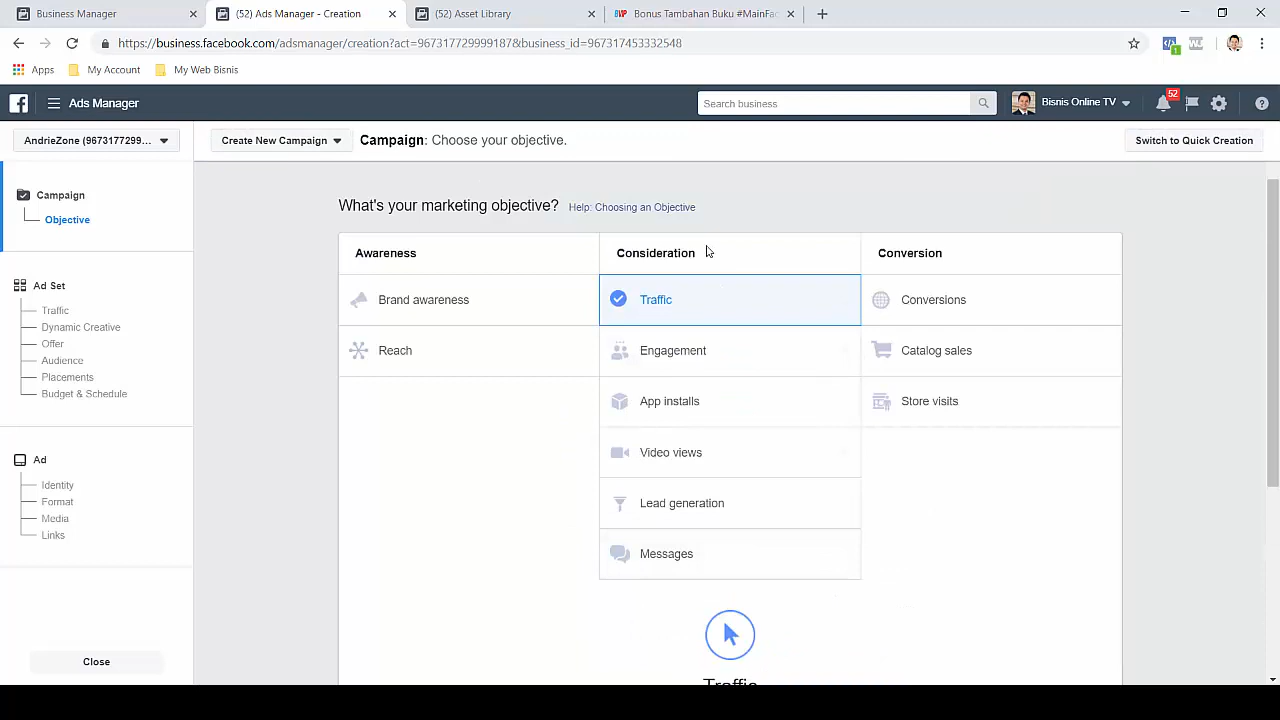 Business Manager
(52) Ads Manager - Creation
(52) Asset Library
Bonus Tambahan Buku #MainFac
https://business.facebook.com/adsmanager/creation?act=967317729999187&business_id=967317453332548
1
Apps
My Account
My Web Bisnis
Ads Manager
Search business
Bisnis Online TV
52
AndrieZone (9673177299...
Create New Campaign
Campaign: Choose your objective.
Switch to Quick Creation
Campaign
Objective
Ad Set
Traffic
Dynamic Creative
Offer
Audience
Placements
Budget & Schedule
Ad
Identity
Format
Media
Links
Close
What's your marketing objective? Help: Choosing an Objective
Awareness
Consideration
Conversion
Brand awareness
Traffic
Conversions
Reach
Engagement
Catalog sales
App installs
Store visits
Video views
Lead generation
Messages
Traffic